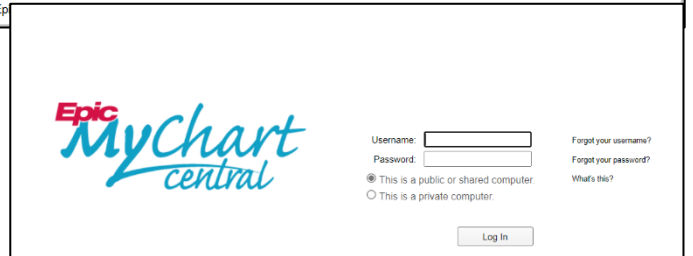 Epic
MyChart
central
Username:
Forgot your username?
Password:
Forgot your password?
This is a public or shared computer.
What's this?
This is a private computer.
Log In